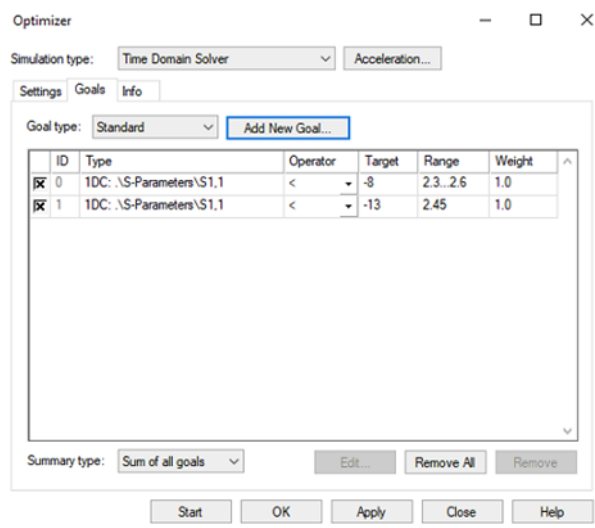 Optimizer
Simulation type: Time Domain Solver Acceleration...
Settings Goals Info
Goal type: Standard Add New Goal...
ID Type Operator Target Range Weight
0 1DC: .\S-Parameters\S1,1 < -8 2.3...2.6 1.0
1 1DC: .\S-Parameters\S1,1 < -13 2.45 1.0
Summary type: Sum of all goals Edit... Remove All Remove
Start OK Apply Close Help